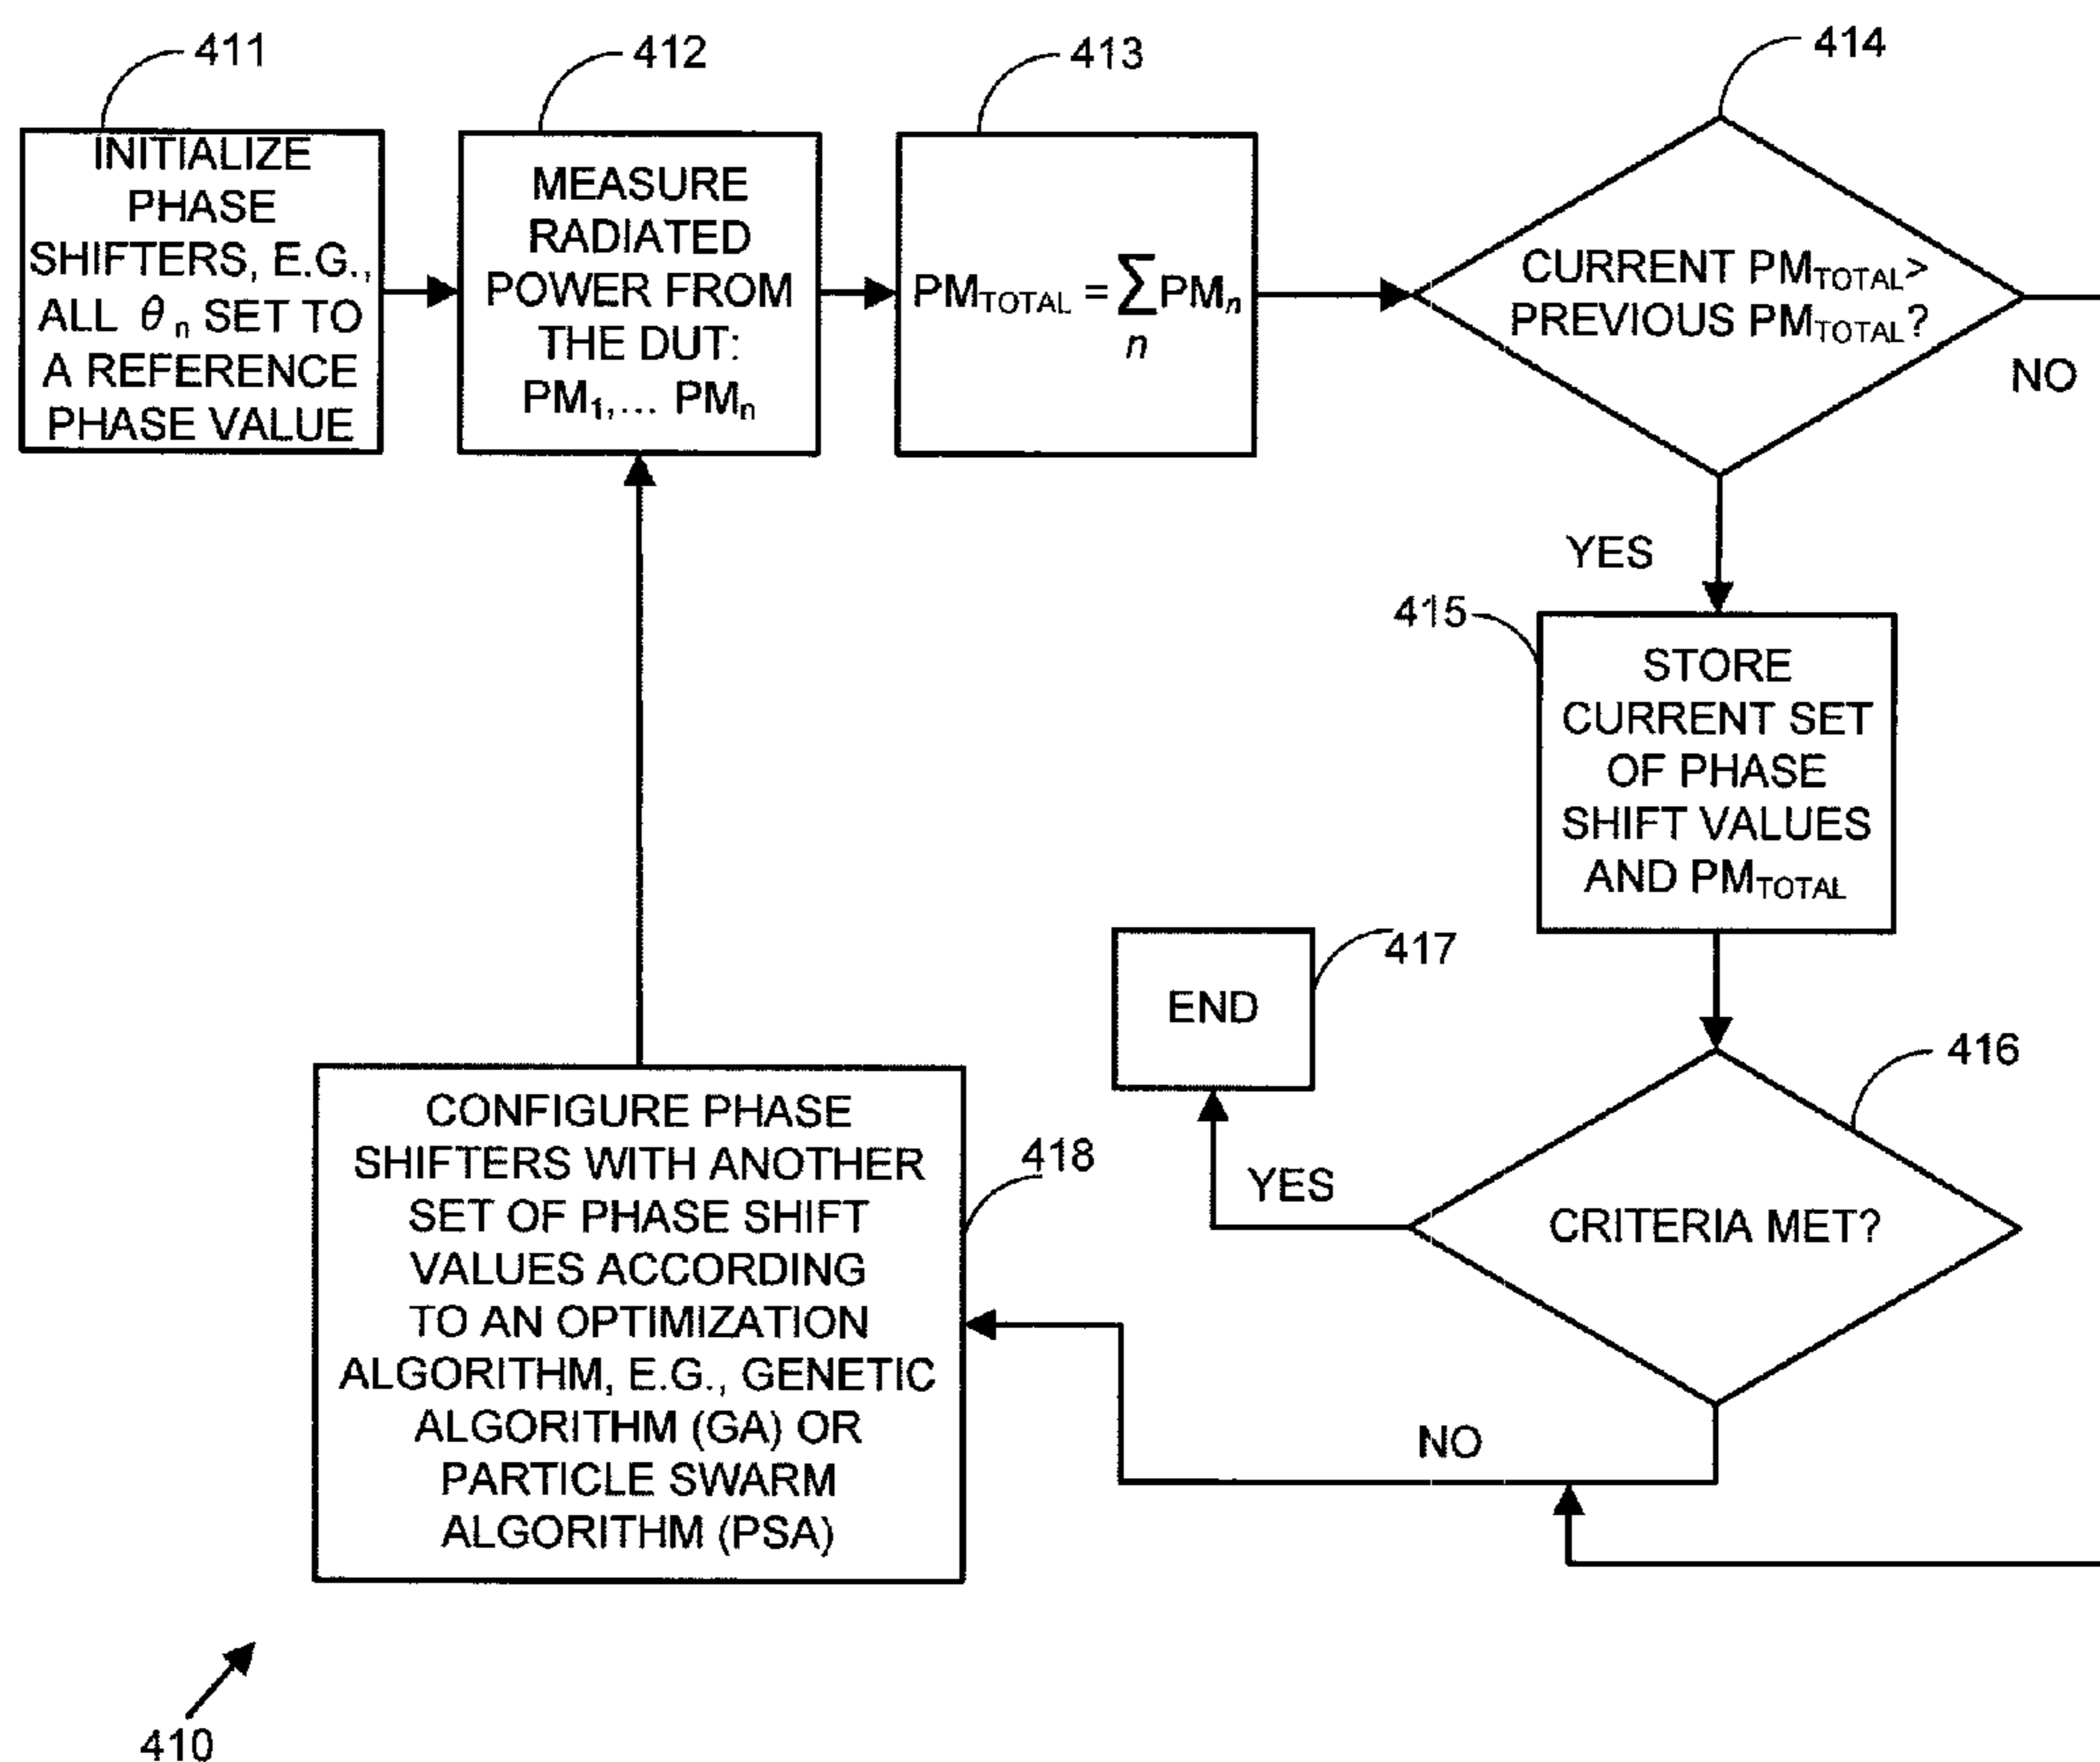 411
INITIALIZE
PHASE
SHIFTERS, E.G.,
ALL θn SET TO
A REFERENCE
PHASE VALUE
412
MEASURE
RADIATED
POWER FROM
THE DUT:
PM1,... PMn
413
PMTOTAL = ∑PMn
n
414
CURRENT PMTOTAL>
PREVIOUS PMTOTAL?
NO
YES
415
STORE
CURRENT SET
OF PHASE
SHIFT VALUES
AND PMTOTAL
416
CRITERIA MET?
YES
417
END
NO
418
CONFIGURE PHASE
SHIFTERS WITH ANOTHER
SET OF PHASE SHIFT
VALUES ACCORDING
TO AN OPTIMIZATION
ALGORITHM, E.G., GENETIC
ALGORITHM (GA) OR
PARTICLE SWARM
ALGORITHM (PSA)
410